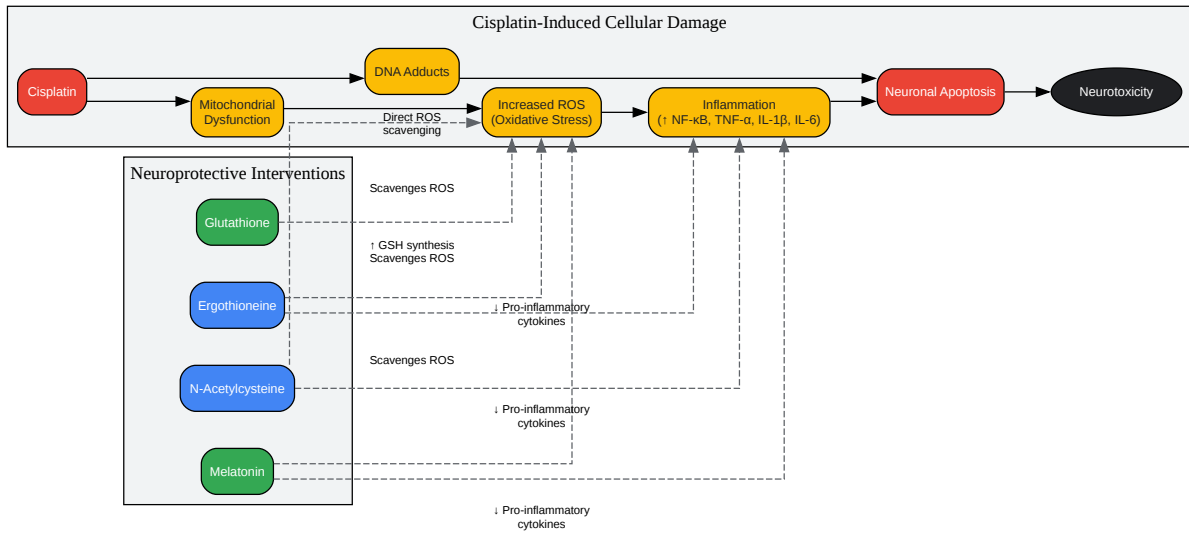 Cisplatin-Induced Cellular Damage
DNA Adducts
Cisplatin
Neuronal Apoptosis
Neurotoxicity
Mitochondrial
Dysfunction
Increased ROS
(Oxidative Stress)
Inflammation
(↑ NF-κB, TNF-α, IL-1β, IL-6)
Direct ROS
scavenging
Neuroprotective Interventions
Scavenges ROS
Glutathione
↑ GSH synthesis
Scavenges ROS
Ergothioneine
↓ Pro-inflammatory
cytokines
Scavenges ROS
N-Acetylcysteine
↓ Pro-inflammatory
cytokines
Melatonin
↓ Pro-inflammatory
cytokines